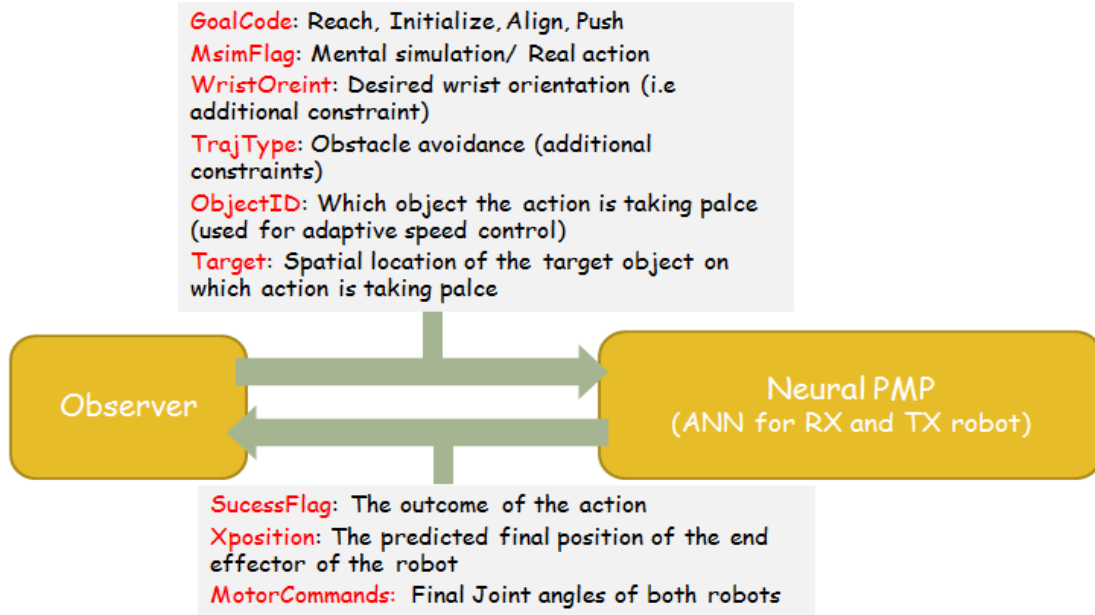 GoalCode: Reach, Initialize, Align, Push
MsimFlag: Mental simulation/ Real action
WristOreint: Desired wrist orientation (i.e
additional constraint)
TrajType: Obstacle avoidance (additional
constraints)
ObjectID: Which object the action is taking palce
(used for adaptive speed control)
Target: Spatial location of the target object on
which action is taking palce
Observer
Neural PMP
(ANN for RX and TX robot)
SucessFlag: The outcome of the action
Xposition: The predicted final position of the end
effector of the robot
MotorCommands: Final Joint angles of both robots